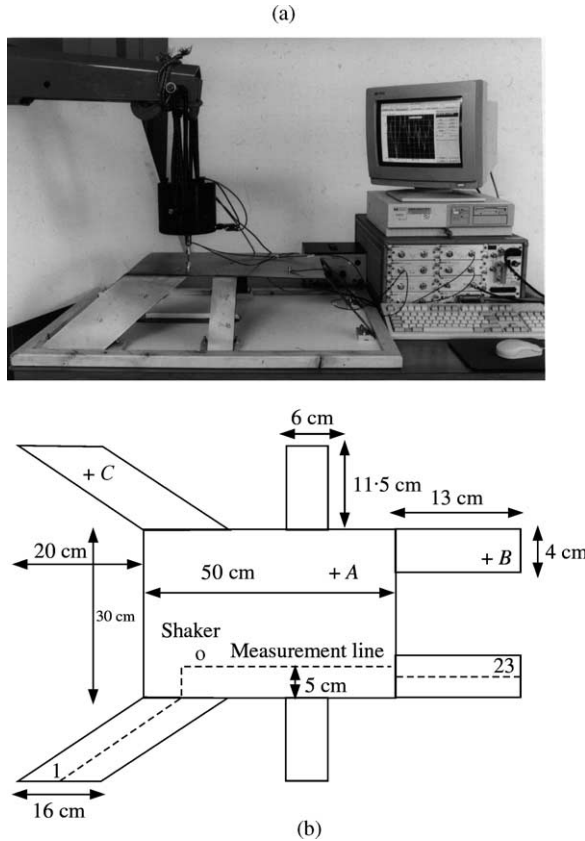 (a)
6 cm
+ C
11·5 cm
13 cm
20 cm
30 cm
50 cm
+ A
+ B
4 cm
Shaker
o
Measurement line
5 cm
23
1
16 cm
(b)